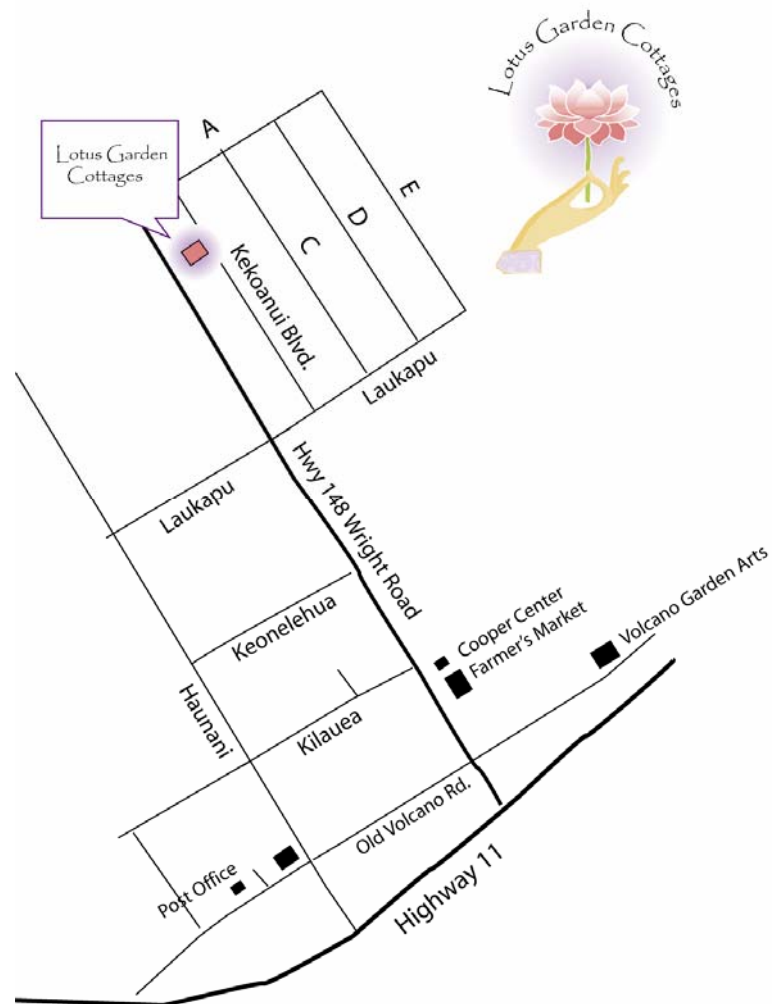 Lotus Garden Cottages
A
Lotus Garden
Cottages
E
D
C
Kekoanui Blvd.
Laukapu
Laukapu
Hwy 148 Wright Road
Keonelehua
Cooper Center
Farmer's Market
Volcano Garden Arts
Haunani
Kilauea
Old Volcano Rd.
Post Office
Highway 11